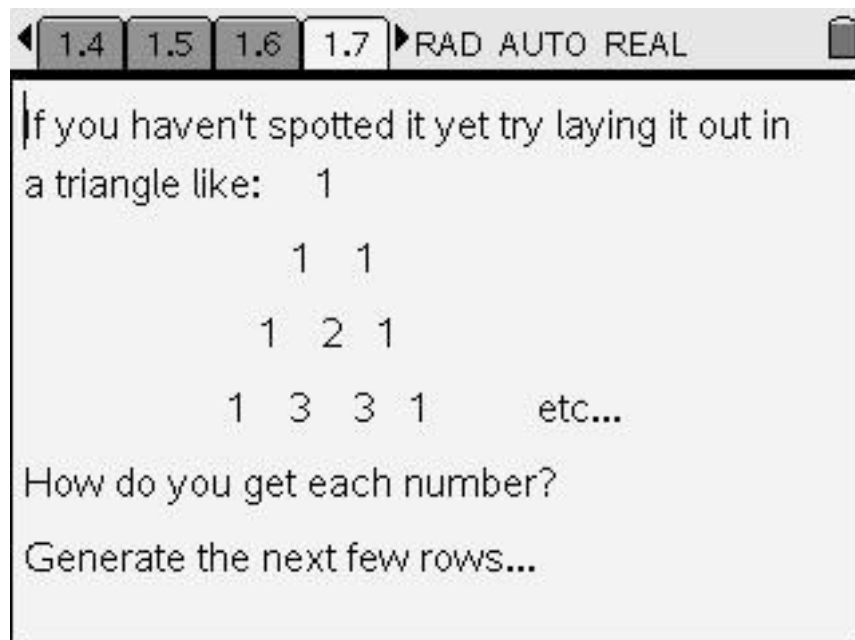 1.4 1.5 1.6 1.7 RAD AUTO REAL
If you haven't spotted it yet try laying it out in
a triangle like: 1
1 1
1 2 1
1 3 3 1 etc...
How do you get each number?
Generate the next few rows...